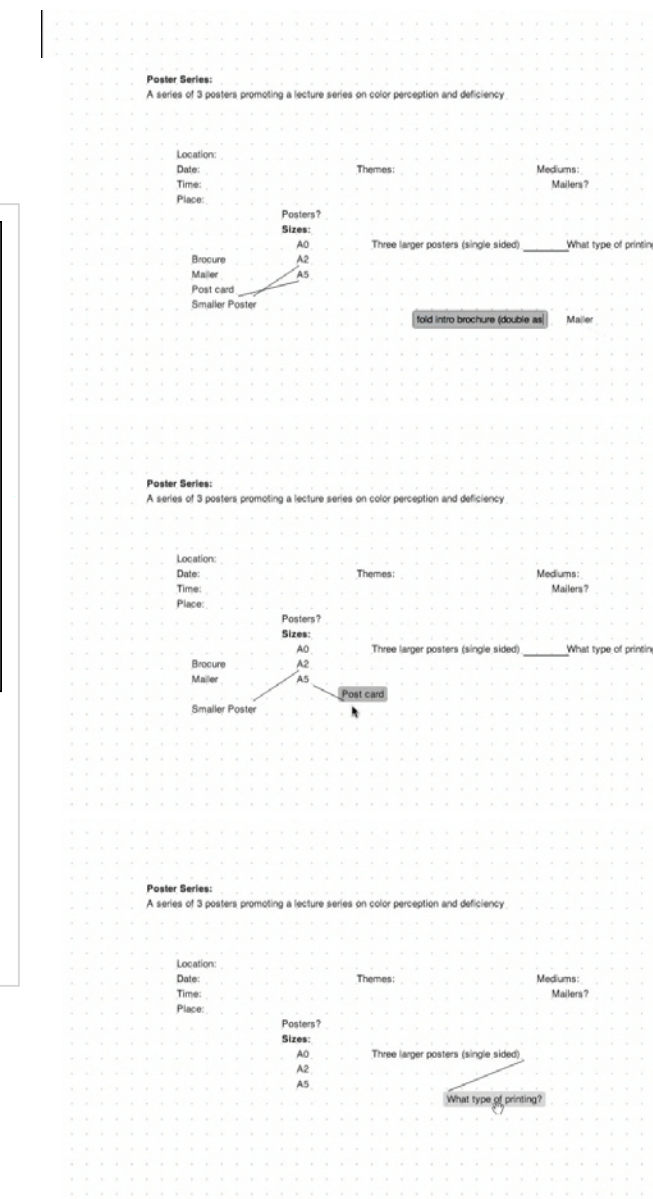 Poster Series:
A series of 3 posters promoting a lecture series on color perception and deficiency
Location:
Date: Themes: Mediums:
Time: Mailers?
Place:
Posters?
Sizes:
A0 Three larger posters (single sided) What type of printing
Brocure A2
Mailer A5
Post card
Smaller Poster
fold intro brochure (double as Mailer
Poster Series:
A series of 3 posters promoting a lecture series on color perception and deficiency
Location:
Date: Themes: Mediums:
Time: Mailers?
Place:
Posters?
Sizes:
A0 Three larger posters (single sided) What type of printing
Brocure A2
Mailer A5
Post card
Smaller Poster
Poster Series:
A series of 3 posters promoting a lecture series on color perception and deficiency
Location:
Date: Themes: Mediums:
Time: Mailers?
Place:
Posters?
Sizes:
A0 Three larger posters (single sided)
A2
A5
What type of printing?